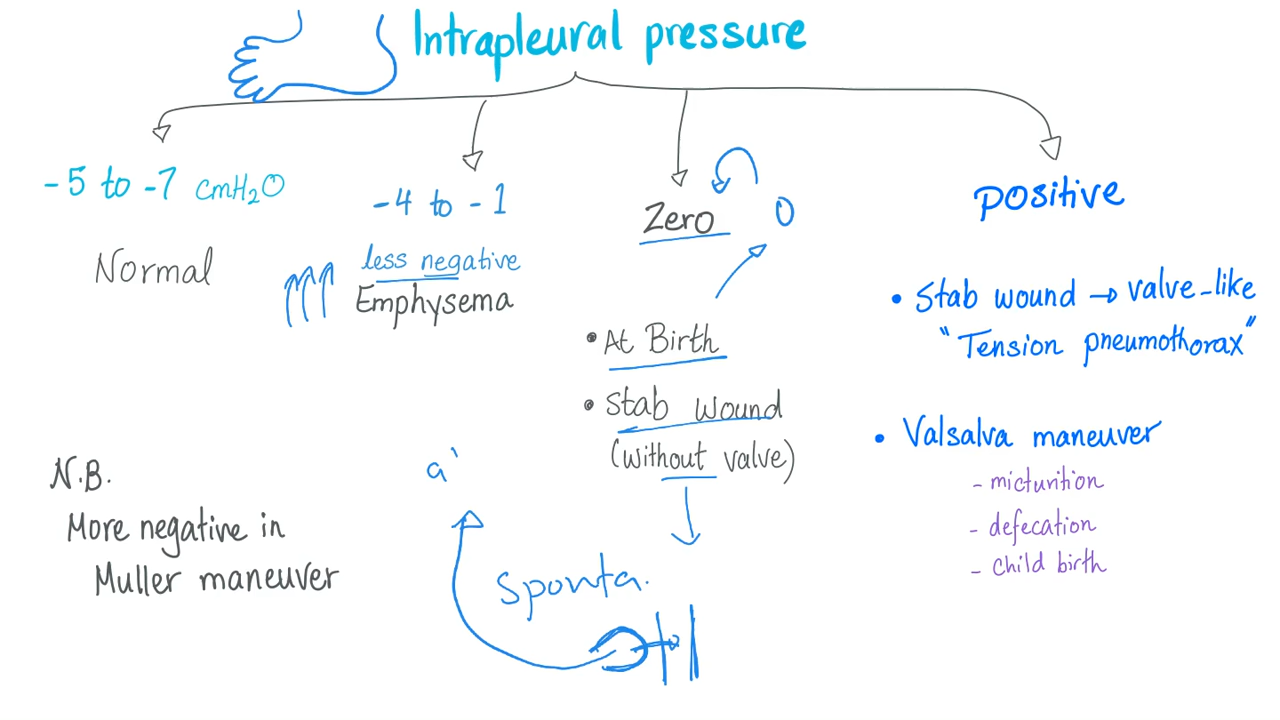 Intrapleural pressure
-5 to -7 cmH2O
Normal
-4 to -1
less negative
Emphysema
Zero 0
• At Birth
• Stab wound
(without valve)
Sponta.
positive
• Stab wound → valve-like
"Tension pneumothorax"
• Valsalva maneuver
- micturition
- defecation
- child birth
N.B.
More negative in
Muller maneuver